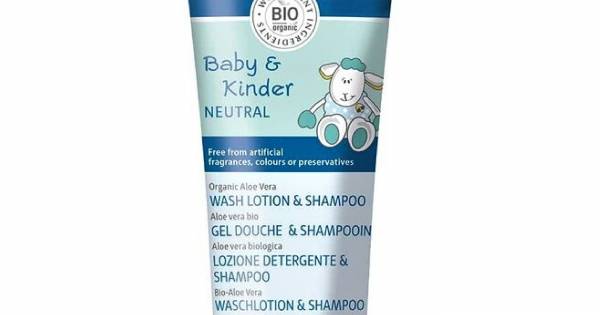 BIO
organic
INGREDIENTS
Baby &
Kinder
NEUTRAL
Free from artificial
fragrances, colours or preservatives
Organic Aloe Vera
WASH LOTION & SHAMPOO
Aloe vera bio
GEL DOUCHE & SHAMPOOIN
Aloe vera biologica
LOZIONE DETERGENTE &
SHAMPOO
Bio-Aloe Vera
WASCHLOTION & SHAMPOO